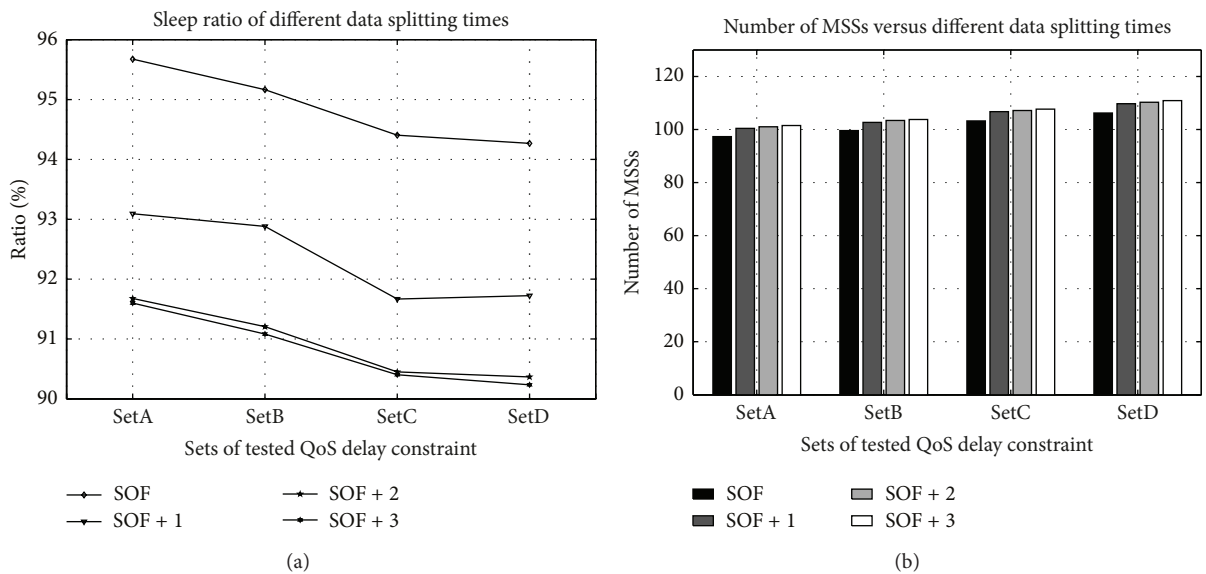 Sleep ratio of different data splitting times
96
95
94
93
92
91
90
Ratio (%)
SetA SetB SetC SetD
Sets of tested QoS delay constraint
SOF
SOF + 1
SOF + 2
SOF + 3
(a)
Number of MSSs versus different data splitting times
120
100
80
60
40
20
0
Number of MSSs
SetA SetB SetC SetD
Sets of tested QoS delay constraint
SOF
SOF + 1
SOF + 2
SOF + 3
(b)